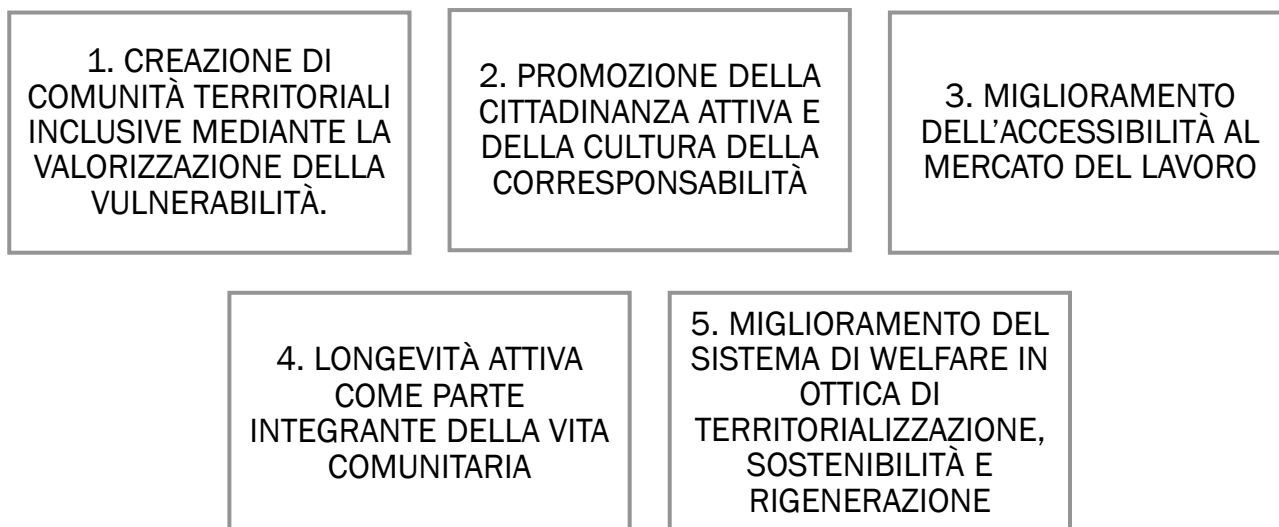 1. CREAZIONE DI
COMUNITÀ TERRITORIALI
INCLUSIVE MEDIANTE LA
VALORIZZAZIONE DELLA
VULNERABILITÀ.
2. PROMOZIONE DELLA
CITTADINANZA ATTIVA E
DELLA CULTURA DELLA
CORRESPONSABILITÀ
3. MIGLIORAMENTO
DELL’ACCESSIBILITÀ AL
MERCATO DEL LAVORO
4. LONGEVITÀ ATTIVA
COME PARTE
INTEGRANTE DELLA VITA
COMUNITARIA
5. MIGLIORAMENTO DEL
SISTEMA DI WELFARE IN
OTTICA DI
TERRITORIALIZZAZIONE,
SOSTENIBILITÀ E
RIGENERAZIONE